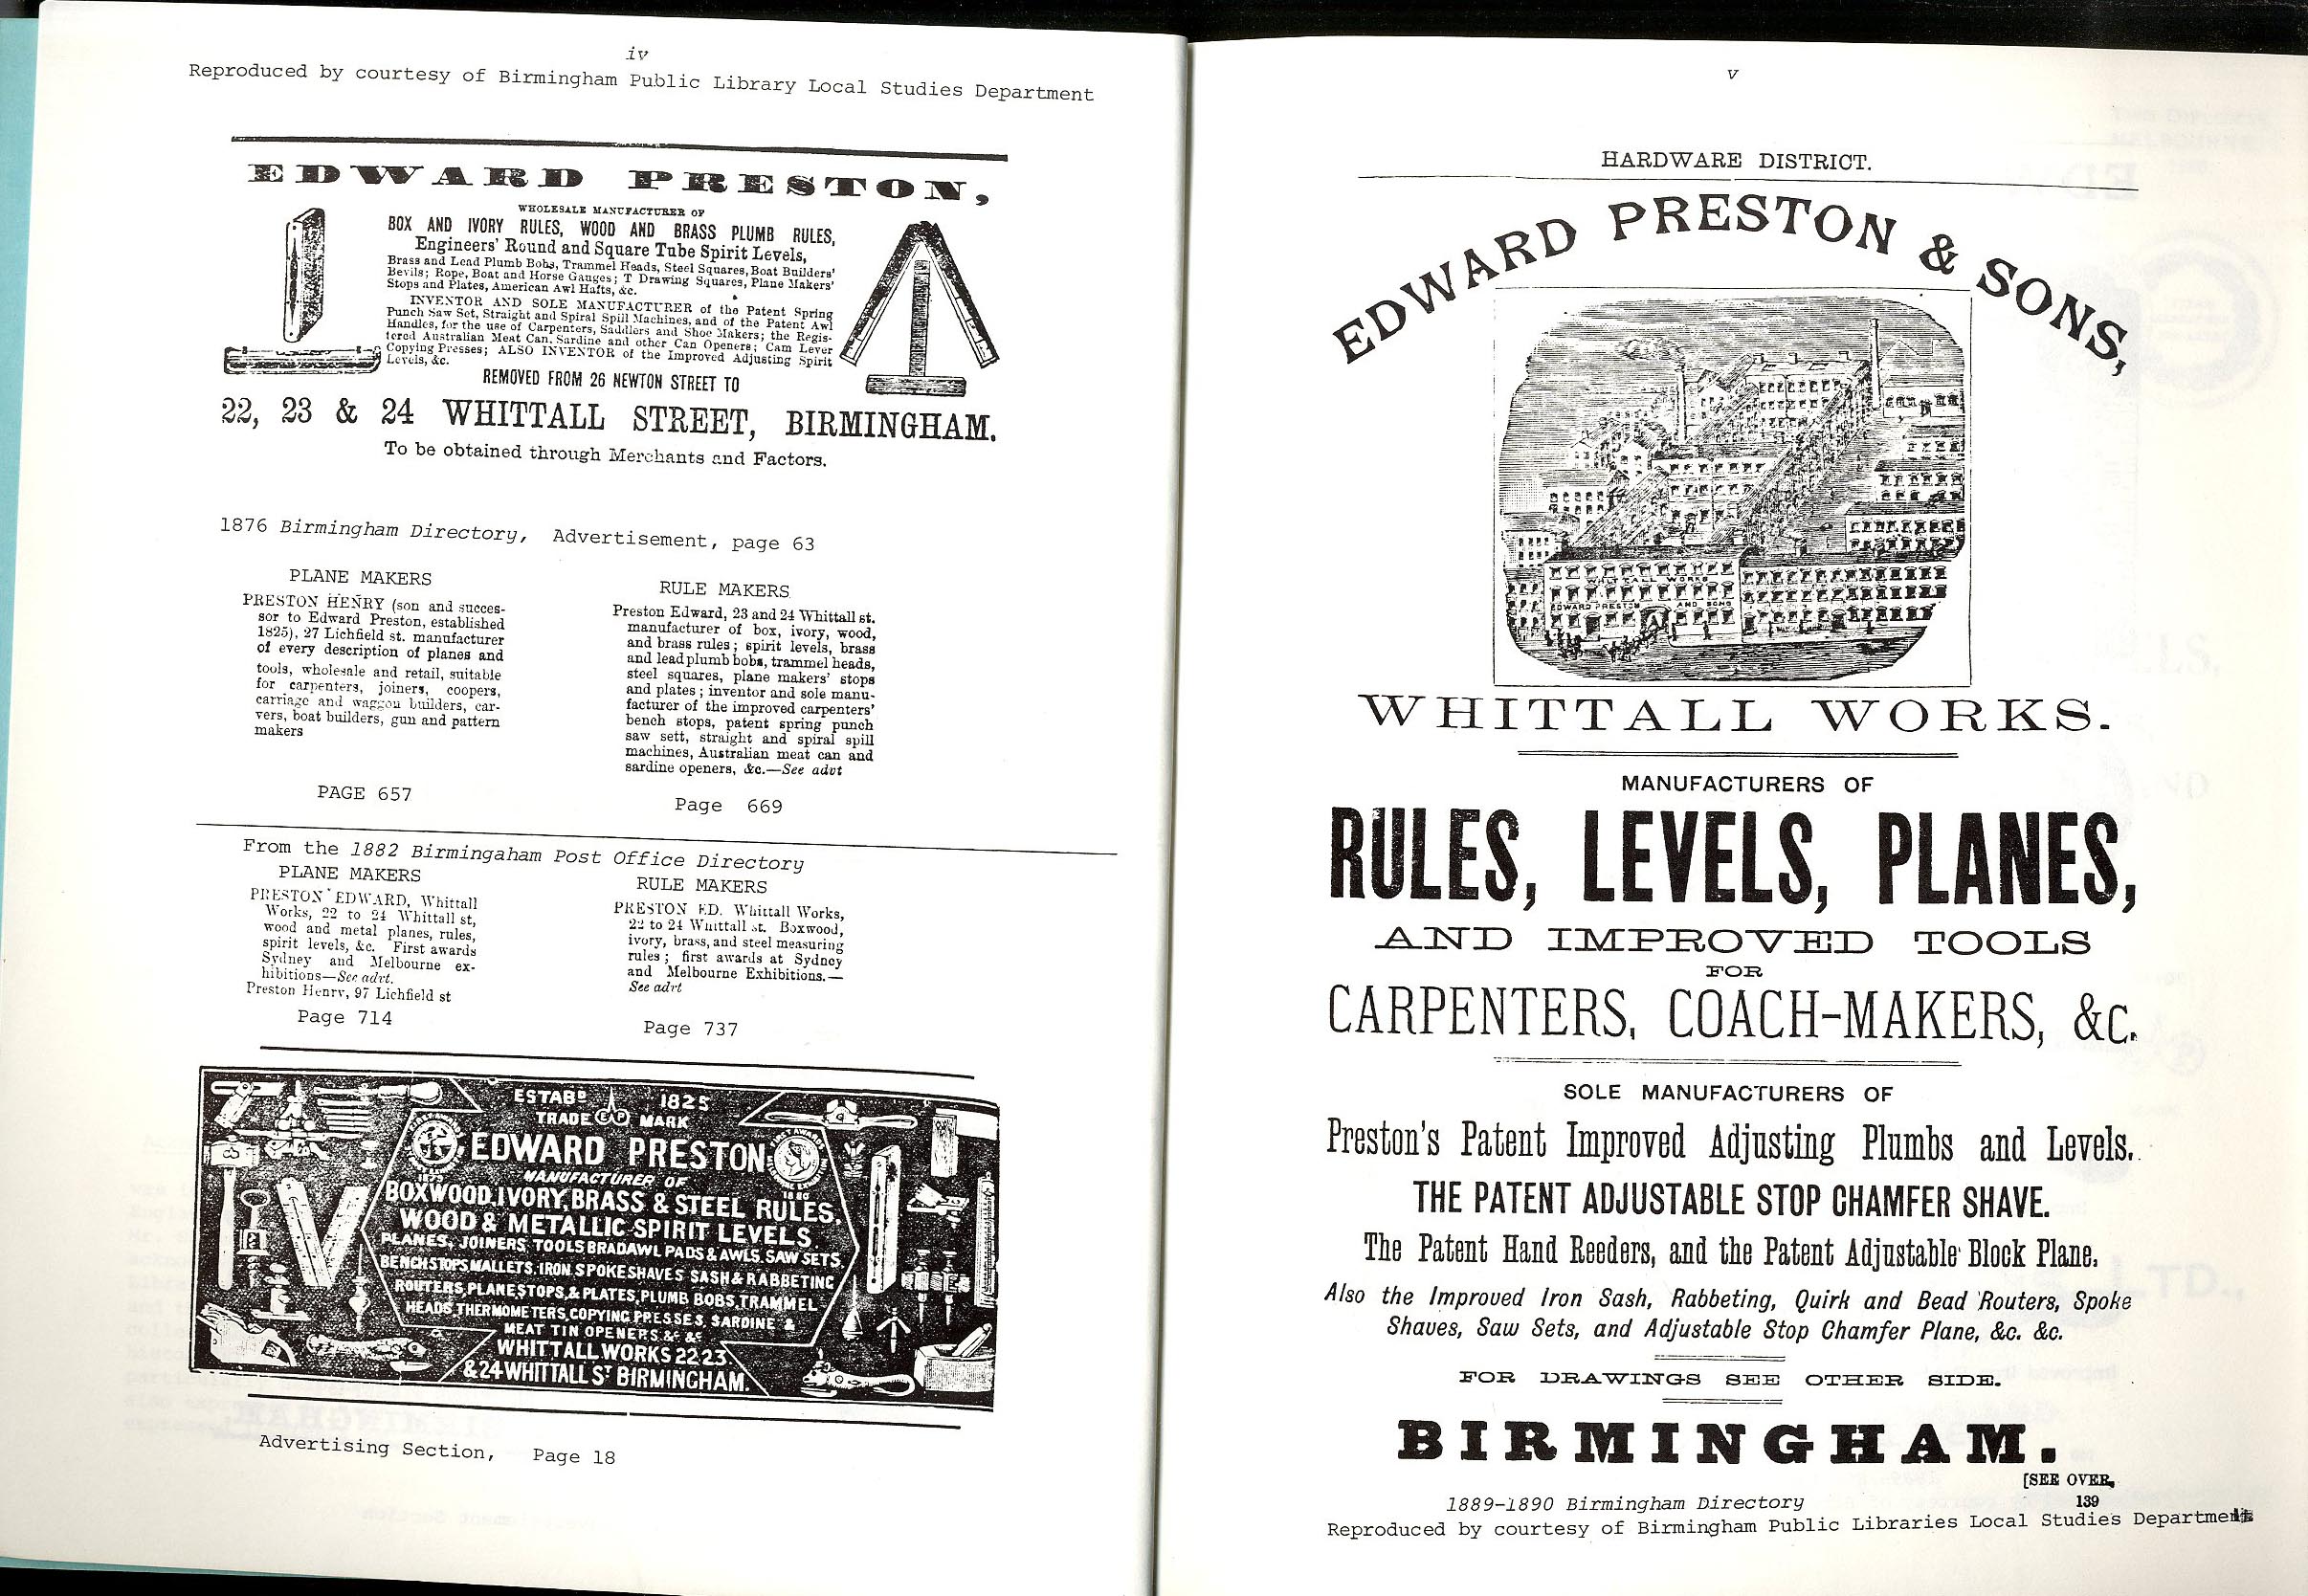 iv
Reproduced by courtesy of Birmingham Public Library Local Studies Department
EDWARD PRESTON,
WHOLESALE MANUFACTURER OF
BOX AND IVORY RULES, WOOD AND BRASS PLUMB RULES,
Engineers' Round and Square Tube Spirit Levels,
Brass and Lead Plumb Bobs, Trammel Heads, Steel Squares, Boat Builders'
Bevils; Rope, Boat and Horse Gauges; T Drawing Squares, Plane Makers'
Stops and Plates, American Awl Hafts, &c.
INVENTOR AND SOLE MANUFACTURER of the Patent Spring
Punch Saw Set, Straight and Spiral Spill Machines, and of the Patent Awl
Handles, for the use of Carpenters, Saddlers and Shoe Makers; the Regis-
tered Australian Meat Can, Sardine and other Can Openers; Cam Lever
Copying Presses; ALSO INVENTOR of the Improved Adjusting Spirit
Levels, &c.
REMOVED FROM 26 NEWTON STREET TO
22, 23 & 24 WHITTALL STREET, BIRMINGHAM.
To be obtained through Merchants and Factors.
1876 Birmingham Directory, Advertisement, page 63
PLANE MAKERS
PRESTON HENRY (son and succes-
sor to Edward Preston, established
1825), 27 Lichfield st. manufacturer
of every description of planes and
tools, wholesale and retail, suitable
for carpenters, joiners, coopers,
carriage and waggon builders, car-
vers, boat builders, gun and pattern
makers
PAGE 657
RULE MAKERS
Preston Edward, 23 and 24 Whittall st.
manufacturer of box, ivory, wood,
and brass rules; spirit levels, brass
and lead plumb bobs, trammel heads,
steel squares, plane makers' stops
and plates; inventor and sole manu-
facturer of the improved carpenters'
bench stops, patent spring punch
saw sett, straight and spiral spill
machines, Australian meat can and
sardine openers, &c.—See advt
Page 669
From the 1882 Birmingaham Post Office Directory
PLANE MAKERS
PRESTON EDWARD, Whittall
Works, 22 to 24 Whittall st,
wood and metal planes, rules,
spirit levels, &c. First awards
Sydney and Melbourne ex-
hibitions—See advt.
Preston Henry, 97 Lichfield st
Page 714
RULE MAKERS
PRESTON ED. Whittall Works,
22 to 24 Whittall st. Boxwood,
ivory, brass, and steel measuring
rules; first awards at Sydney
and Melbourne Exhibitions.—
See advt
Page 737
ESTABD 1825
TRADE EP MARK
EDWARD PRESTON
1879
1880
MANUFACTURER OF
BOXWOOD, IVORY, BRASS & STEEL RULES,
WOOD & METALLIC SPIRIT LEVELS,
PLANES, JOINERS TOOLS BRADAWL PADS & AWLS, SAW SETS,
BENCH STOPS MALLETS, IRON SPOKESHAVES SASH & RABBETING
ROUTERS, PLANE STOPS, & PLATES, PLUMB BOBS, TRAMMEL
HEADS, THERMOMETERS, COPYING PRESSES, SARDINE &
MEAT TIN OPENERS &c &c
WHITTALL WORKS 22 23
& 24 WHITTALL ST BIRMINGHAM.
Advertising Section, Page 18
v
HARDWARE DISTRICT.
EDWARD PRESTON & SONS,
WHITTALL WORKS
EDWARD PRESTON AND SONS
WHITTALL WORKS.
MANUFACTURERS OF
RULES, LEVELS, PLANES,
AND IMPROVED TOOLS
FOR
CARPENTERS, COACH-MAKERS, &c.
SOLE MANUFACTURERS OF
Preston's Patent Improved Adjusting Plumbs and Levels.
THE PATENT ADJUSTABLE STOP CHAMFER SHAVE.
The Patent Hand Reeders, and the Patent Adjustable Block Plane.
Also the Improved Iron Sash, Rabbeting, Quirk and Bead Routers, Spoke
Shaves, Saw Sets, and Adjustable Stop Chamfer Plane, &c. &c.
FOR DRAWINGS SEE OTHER SIDE.
BIRMINGHAM.
[SEE OVER,
1889-1890 Birmingham Directory
139
Reproduced by courtesy of Birmingham Public Libraries Local Studies Department